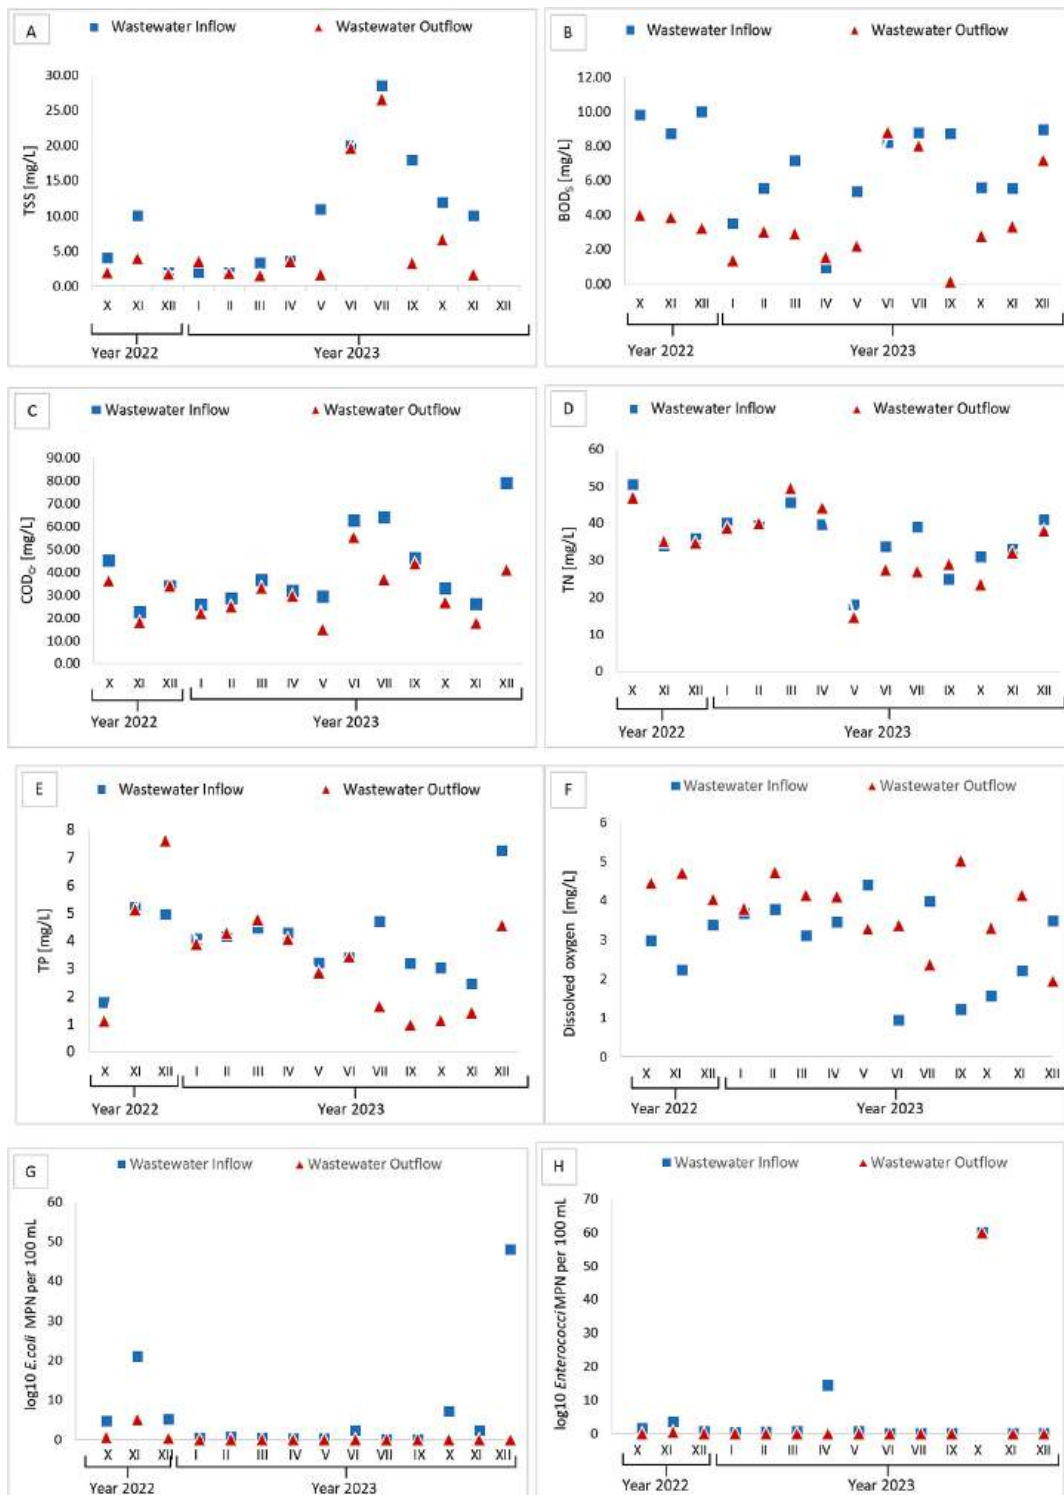 A
Wastewater Inflow
Wastewater Outflow
TSS [mg/L]
30.00
25.00
20.00
15.00
10.00
5.00
0.00
X XI XII I II III IV V VI VII IX X XI XII
Year 2022
Year 2023
B
Wastewater Inflow
Wastewater Outflow
BOD5 [mg/L]
12.00
10.00
8.00
6.00
4.00
2.00
0.00
X XI XII I II III IV V VI VII IX X XI XII
Year 2022
Year 2023
C
Wastewater Inflow
Wastewater Outflow
CODCr [mg/L]
90.00
80.00
70.00
60.00
50.00
40.00
30.00
20.00
10.00
0.00
X XI XII I II III IV V VI VII IX X XI XII
Year 2022
Year 2023
D
Wastewater Inflow
Wastewater Outflow
TN [mg/L]
60
50
40
30
20
10
0
X XI XII I II III IV V VI VII IX X XI XII
Year 2022
Year 2023
E
Wastewater Inflow
Wastewater Outflow
TP [mg/L]
8
7
6
5
4
3
2
1
0
X XI XII I II III IV V VI VII IX X XI XII
Year 2022
Year 2023
F
Wastewater Inflow
Wastewater Outflow
Dissolved oxygen [mg/L]
6
5
4
3
2
1
0
X XI XII I II III IV V VI VII IX X XI XII
Year 2022
Year 2023
G
Wastewater Inflow
Wastewater Outflow
log10 E.coli MPN per 100 mL
60
50
40
30
20
10
0
X XI XII I II III IV V VI VII IX X XI XII
Year 2022
Year 2023
H
Wastewater Inflow
Wastewater Outflow
log10 Enterococci MPN per 100 mL
70
60
50
40
30
20
10
0
X XI XII I II III IV V VI VII IX X XI XII
Year 2022
Year 2023